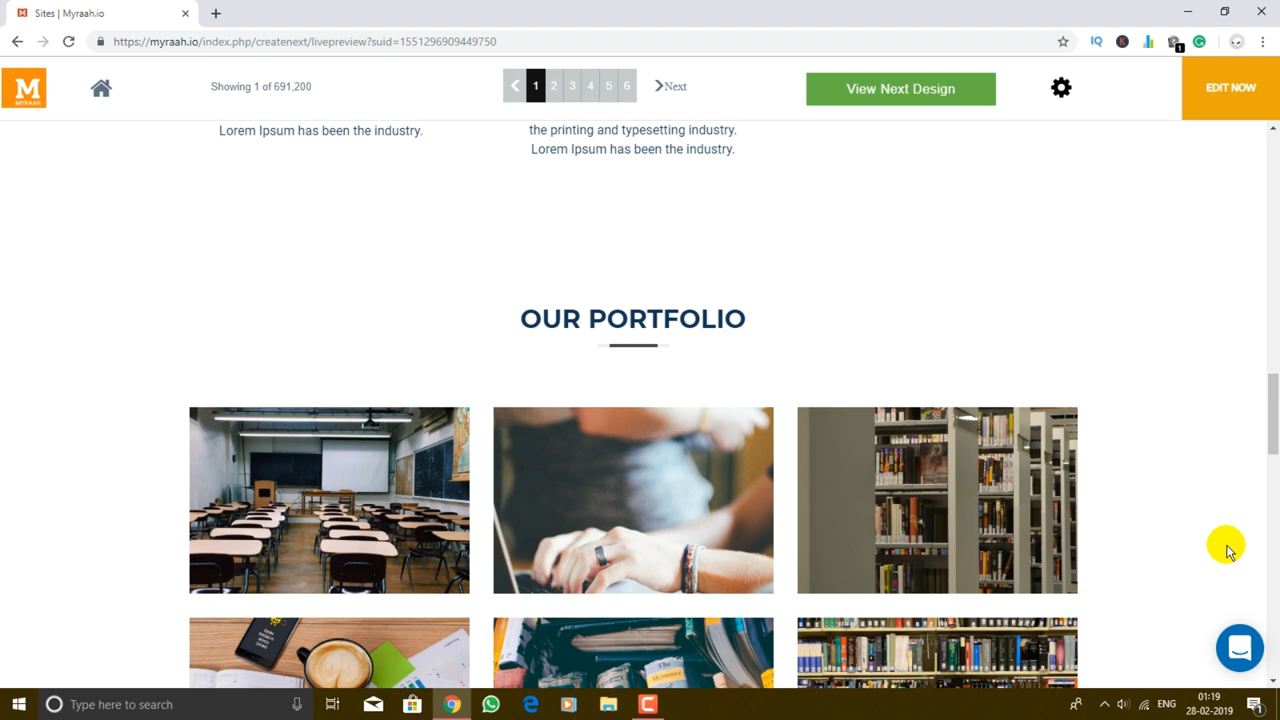 Sites | Myraah.io
https://myraah.io/index.php/createnext/livepreview?suid=1551296909449750
M
MYRAAH
Showing 1 of 691,200
1 2 3 4 5 6
Next
View Next Design
EDIT NOW
Lorem Ipsum has been the industry.
the printing and typesetting industry.
Lorem Ipsum has been the industry.
OUR PORTFOLIO
Type here to search
ENG
01:19
28-02-2019